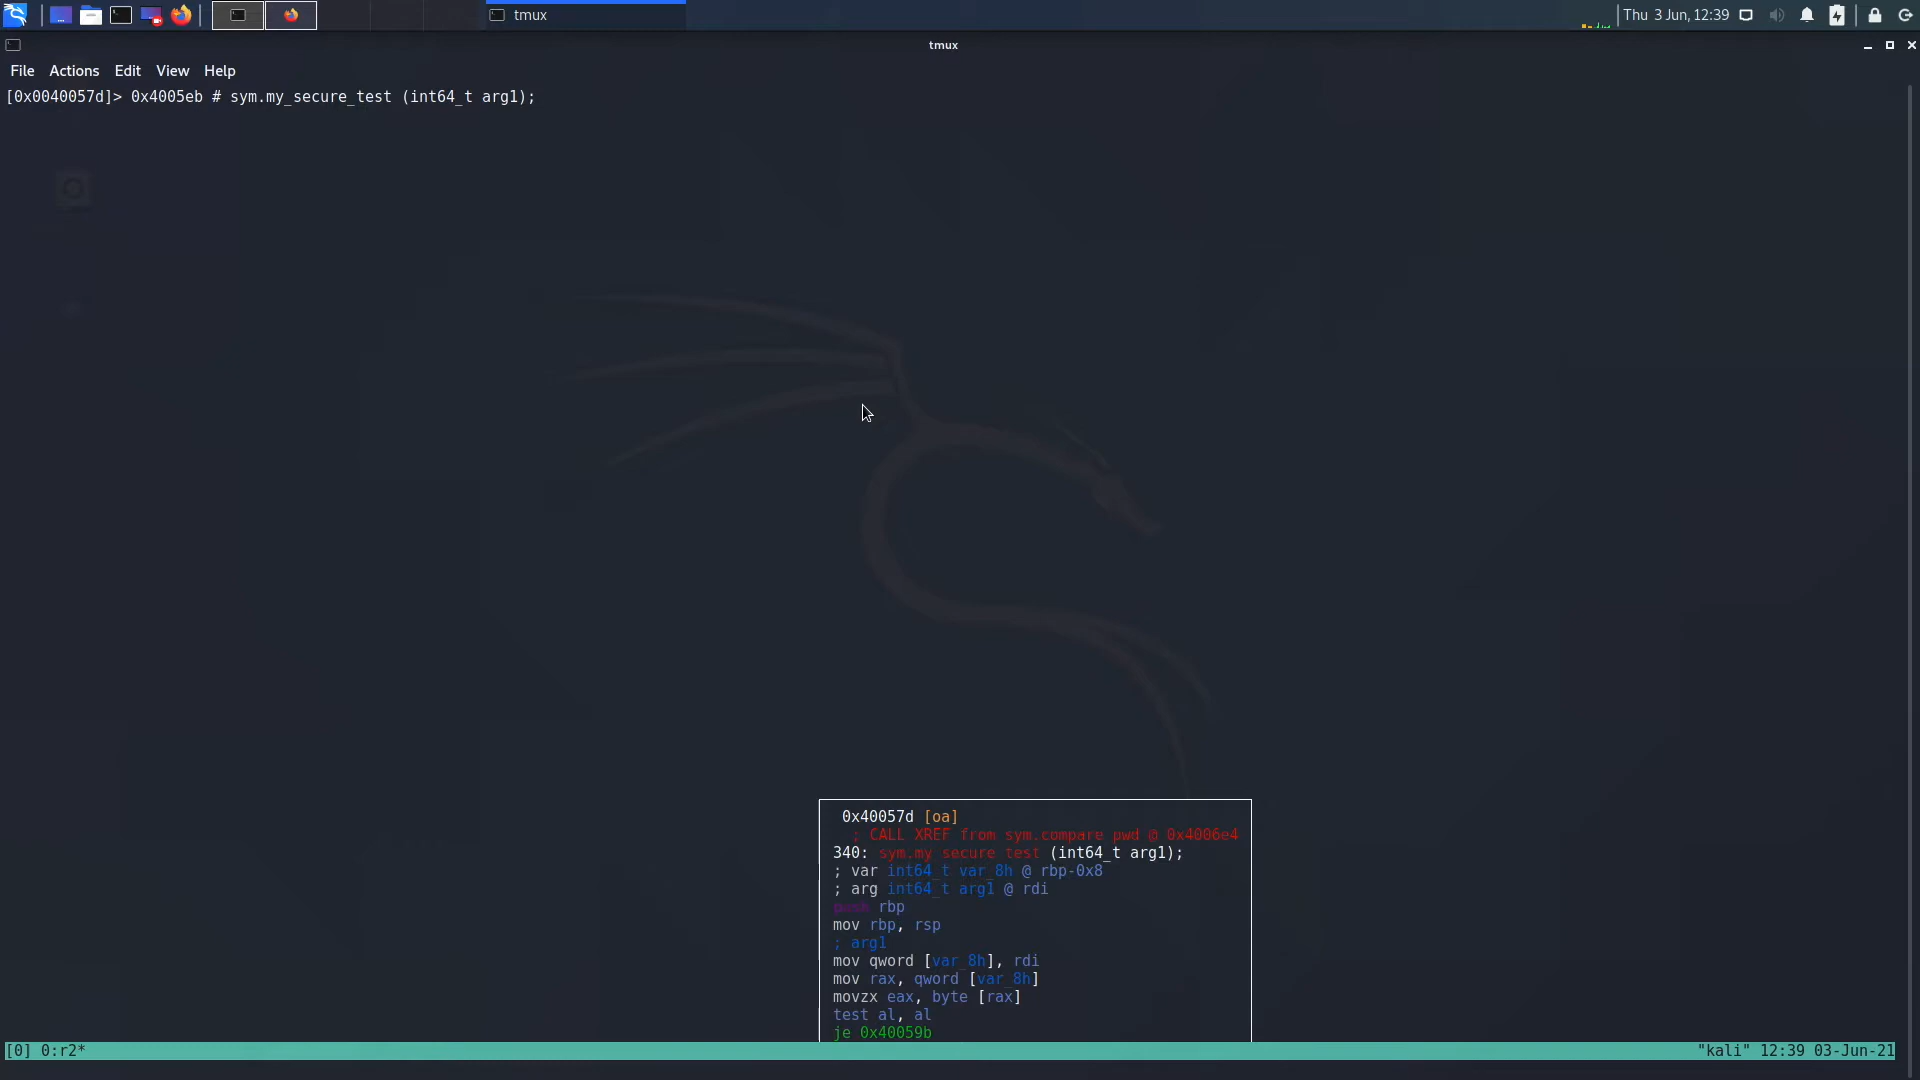 tmux
Thu 3 Jun, 12:39
tmux
File Actions Edit View Help
[0x0040057d]> 0x4005eb # sym.my_secure_test (int64_t arg1);
0x40057d [oa]
; CALL XREF from sym.compare_pwd @ 0x4006e4
340: sym.my_secure_test (int64_t arg1);
; var int64_t var_8h @ rbp-0x8
; arg int64_t arg1 @ rdi
push rbp
mov rbp, rsp
; arg1
mov qword [var_8h], rdi
mov rax, qword [var_8h]
movzx eax, byte [rax]
test al, al
je 0x40059b
[0] 0:r2* "kali" 12:39 03-Jun-21